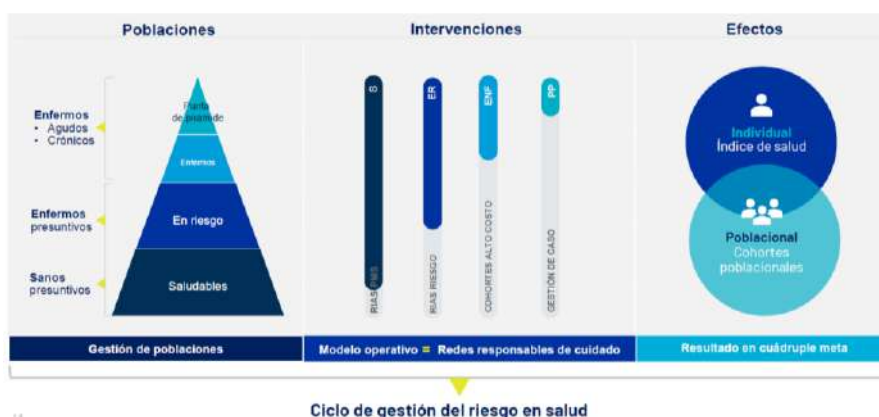 Poblaciones
Intervenciones
Efectos
Enfermos
• Agudos
• Crónicos
Enfermos
presuntivos
Sanos
presuntivos
Punta
de pirámide
Enfermos
En riesgo
Saludables
S
RIAS PMS
ER
RIAS RIESGO
ENF
COHORTES ALTO COSTO
PP
GESTIÓN DE CASO
Individual
Índice de salud
Poblacional
Cohortes
poblacionales
Gestión de poblaciones
Modelo operativo = Redes responsables de cuidado
Resultado en cuádruple meta
Ciclo de gestión del riesgo en salud